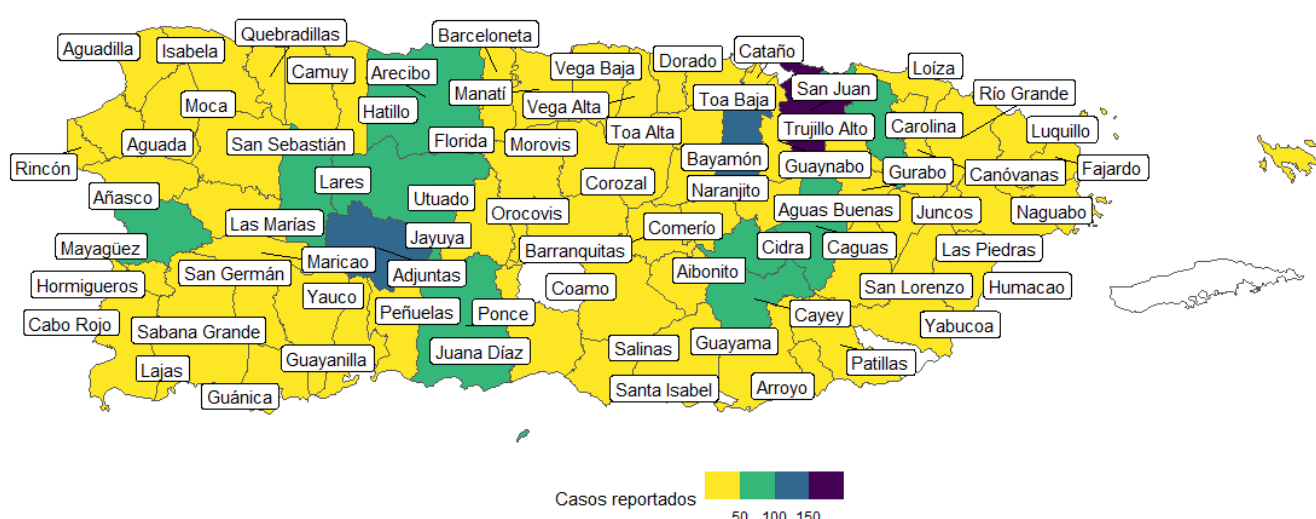 Quebradillas
Barceloneta
Aguadilla
Isabela
Cataño
Dorado
Vega Baja
Loíza
Camuy
Arecibo
San Juan
Manatí
Río Grande
Toa Baja
Moca
Vega Alta
Hatillo
Trujillo Alto
Carolina
Luquillo
Toa Alta
Aguada
San Sebastián
Florida
Morovis
Bayamón
Guaynabo
Rincón
Gurabo
Canóvanas
Fajardo
Lares
Corozal
Naranjito
Añasco
Utuado
Orocovis
Aguas Buenas
Juncos
Naguabo
Las Marías
Comerío
Jayuya
Mayagüez
Barranquitas
Cidra
Caguas
Las Piedras
Maricao
San Germán
Adjuntas
Aibonito
Hormigueros
Coamo
San Lorenzo
Humacao
Yauco
Peñuelas
Ponce
Cayey
Cabo Rojo
Sabana Grande
Yabucoa
Guayama
Salinas
Juana Díaz
Guayanilla
Patillas
Lajas
Santa Isabel
Arroyo
Guánica
Casos reportados
50 100 150